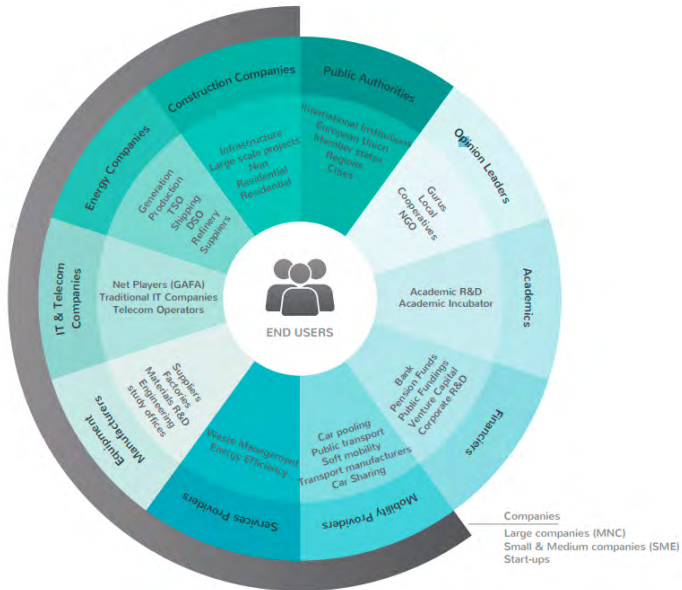 Public Authorities
International Institutions
European Union
Member states
Regions
Cities
Opinion Leaders
Gurus
Local
Cooperatives
NGO
Academics
Academic R&D
Academic Incubator
Financiers
Bank
Pension Funds
Public Fundings
Venture Capital
Corporate R&D
Mobility Providers
Car pooling
Public transport
Soft mobility
Transport manufacturers
Car Sharing
Services Providers
Waste Management
Energy Efficiency
Equipment
Manufacturers
Suppliers
Factories
Materials R&D
Engineering
study offices
IT & Telecom
Companies
Net Players (GAFA)
Traditional IT Companies
Telecom Operators
Energy Companies
Generation
Production
TSO
Shipping
DSO
Refinery
Suppliers
Construction Companies
Infrastructure
Large scale projects
Non
Residential
Residential
END USERS
Companies
Large companies (MNC)
Small & Medium companies (SME)
Start-ups